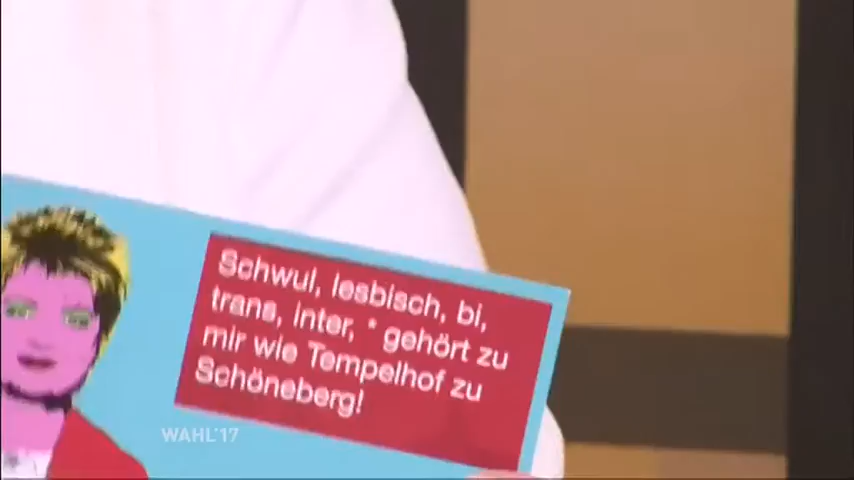 Schwul, lesbisch, bi,
trans, inter, * gehört zu
mir wie Tempelhof zu
Schöneberg!
WAHL'17